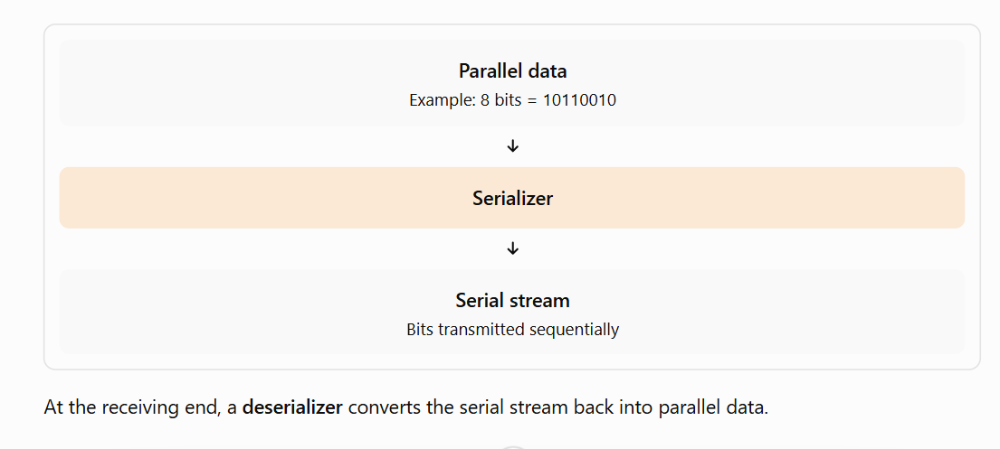 Parallel data
Example: 8 bits = 10110010
↓
Serializer
↓
Serial stream
Bits transmitted sequentially
At the receiving end, a deserializer converts the serial stream back into parallel data.